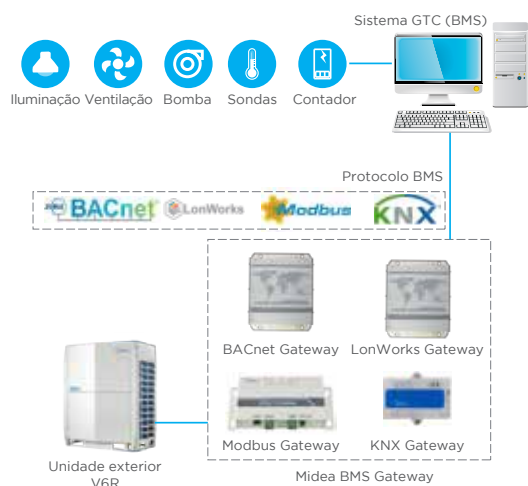 Sistema GTC (BMS)
Iluminação Ventilação Bomba Sondas Contador
Protocolo BMS
BACnet LonWorks Modbus KNX
BACnet Gateway LonWorks Gateway
Modbus Gateway KNX Gateway
Unidade exterior
V6R
Midea BMS Gateway